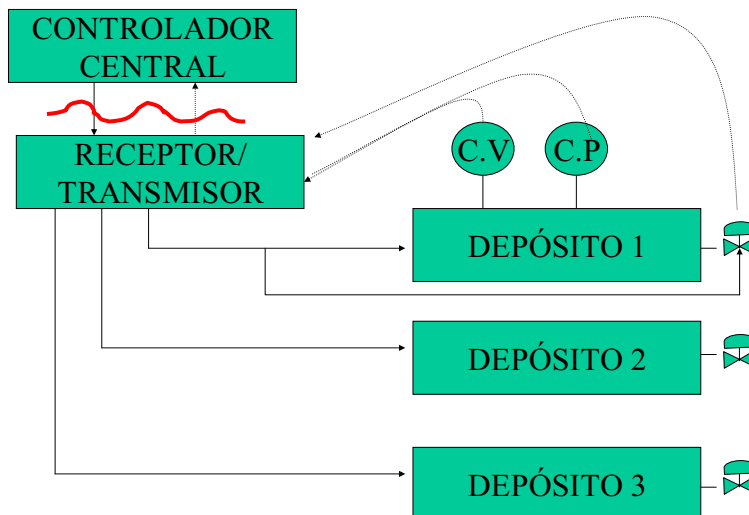 CONTROLADOR
CENTRAL
RECEPTOR/
TRANSMISOR
C.V
C.P
DEPÓSITO 1
DEPÓSITO 2
DEPÓSITO 3